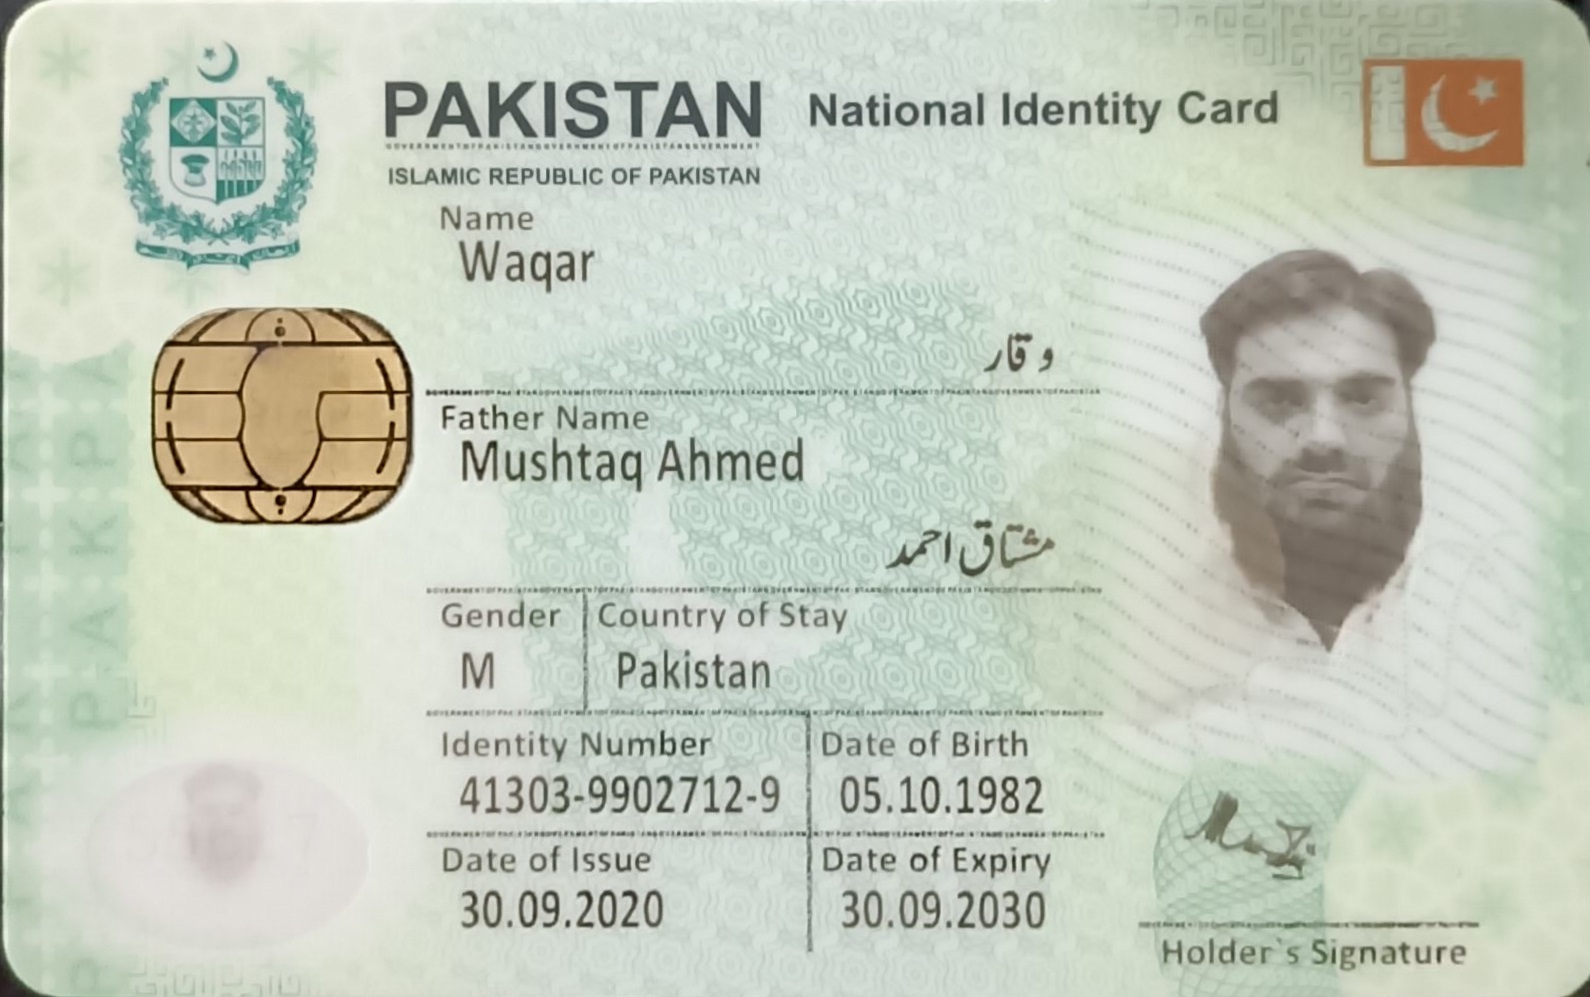 PAKISTAN National Identity Card
ISLAMIC REPUBLIC OF PAKISTAN
Name
Waqar
وقار
Father Name
Mushtaq Ahmed
مشتاق احمد
Gender Country of Stay
M Pakistan
Identity Number Date of Birth
41303-9902712-9 05.10.1982
Date of Issue Date of Expiry
30.09.2020 30.09.2030
Holder`s Signature